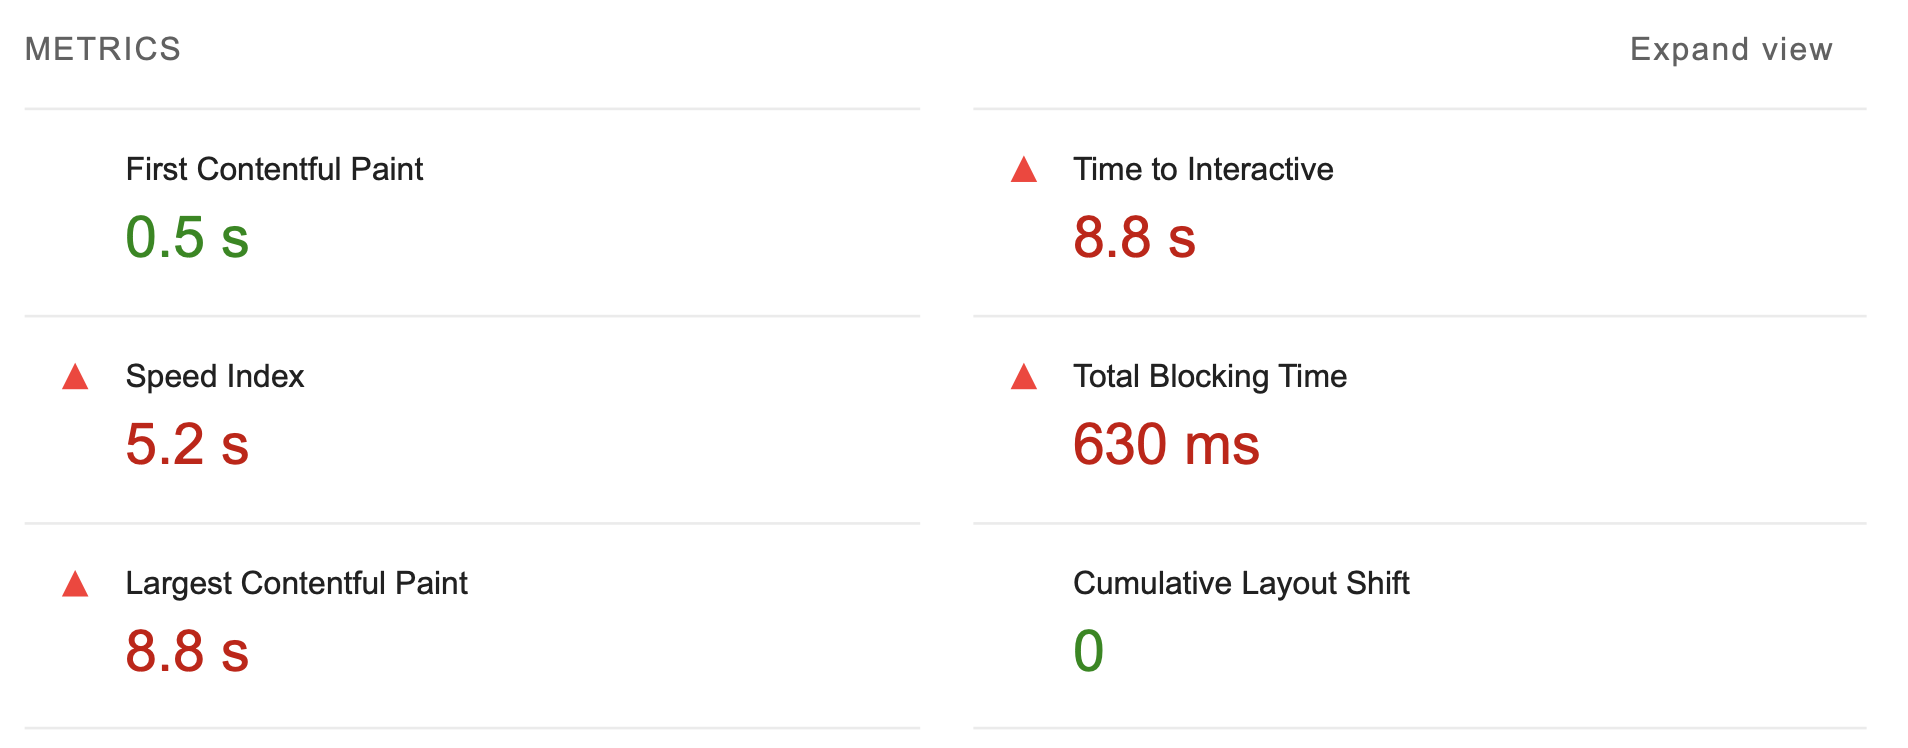 METRICS
Expand view
First Contentful Paint
0.5 s
Time to Interactive
8.8 s
Speed Index
5.2 s
Total Blocking Time
630 ms
Largest Contentful Paint
8.8 s
Cumulative Layout Shift
0